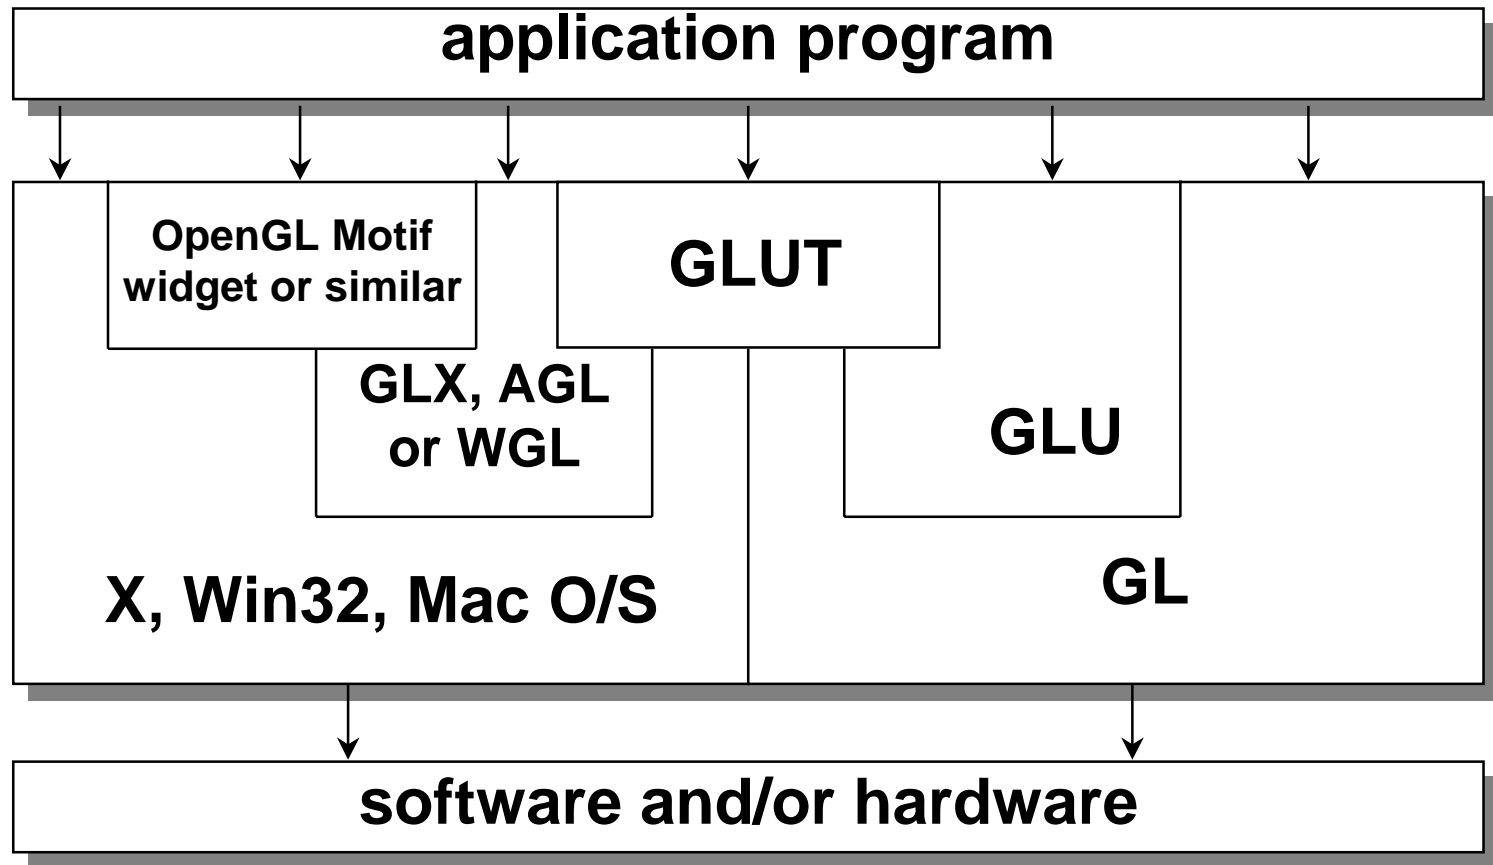 application program
OpenGL Motif
widget or similar
GLUT
GLX, AGL
or WGL
GLU
X, Win32, Mac O/S
GL
software and/or hardware